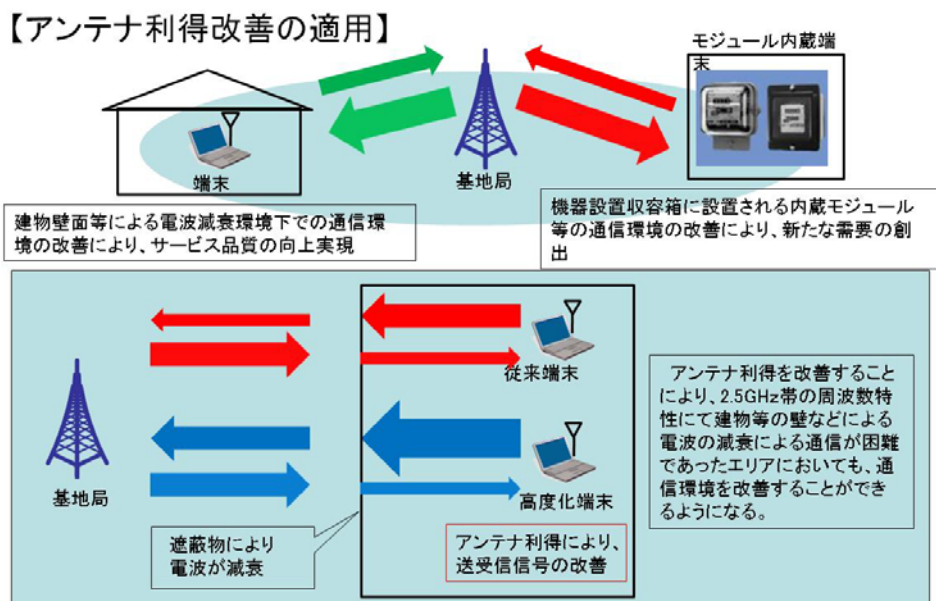 【アンテナ利得改善の適用】
モジュール内蔵端
末
端末
基地局
建物壁面等による電波減衰環境下での通信環
境の改善により、サービス品質の向上実現
機器設置収容箱に設置される内蔵モジュール
等の通信環境の改善により、新たな需要の創
出
従来端末
基地局
高度化端末
遮蔽物により
電波が減衰
アンテナ利得により、
送受信信号の改善
アンテナ利得を改善すること
により、2.5GHz帯の周波数特
性にて建物等の壁などによる
電波の減衰による通信が困難
であったエリアにおいても、通
信環境を改善することができ
るようになる。